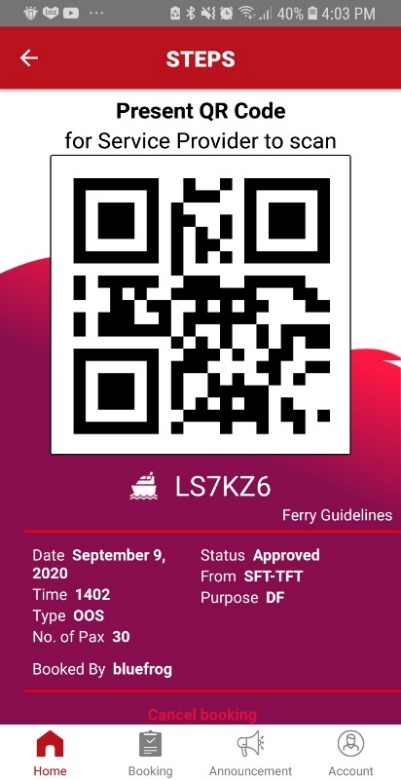 40% 4:03 PM
STEPS
Present QR Code
for Service Provider to scan
LS7KZ6
Ferry Guidelines
Date September 9,
2020
Time 1402
Type OOS
No. of Pax 30
Booked By bluefrog
Status Approved
From SFT-TFT
Purpose DF
Cancel booking
Home
Booking
Announcement
Account